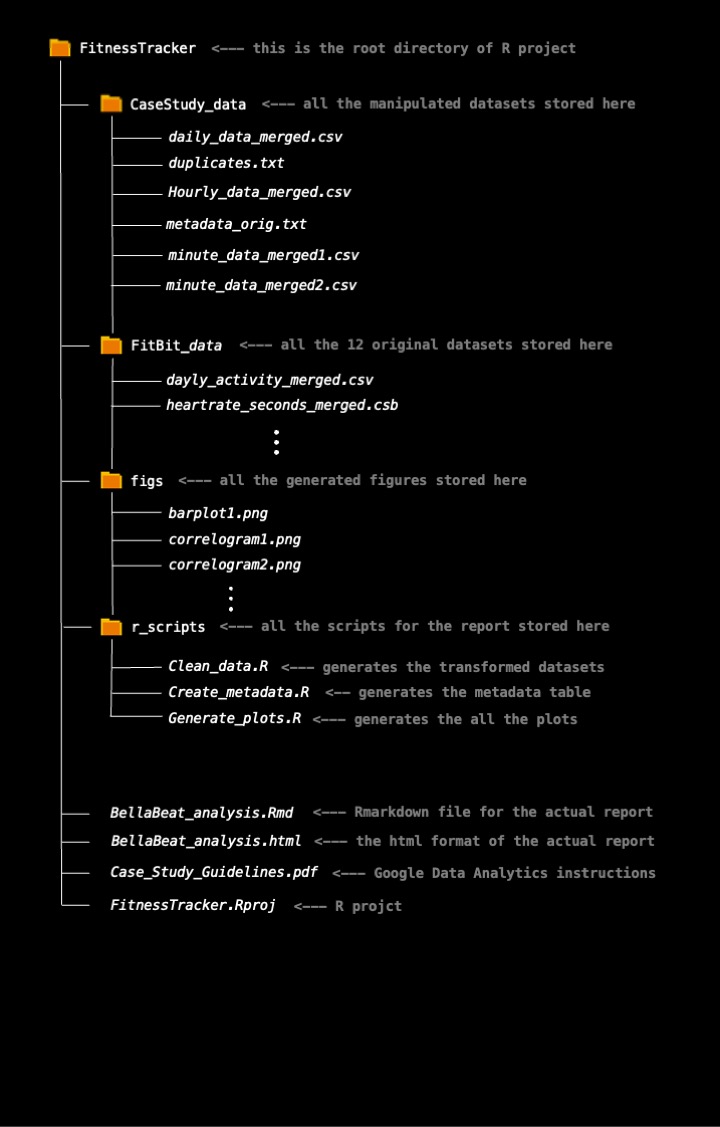 FitnessTracker <--- this is the root directory of R project
CaseStudy_data <--- all the manipulated datasets stored here
daily_data_merged.csv
duplicates.txt
Hourly_data_merged.csv
metadata_orig.txt
minute_data_merged1.csv
minute_data_merged2.csv
FitBit_data <--- all the 12 original datasets stored here
dayly_activity_merged.csv
heartrate_seconds_merged.csb
figs <--- all the generated figures stored here
barplot1.png
correlogram1.png
correlogram2.png
r_scripts <--- all the scripts for the report stored here
Clean_data.R <--- generates the transformed datasets
Create_metadata.R <-- generates the metadata table
Generate_plots.R <--- generates the all the plots
BellaBeat_analysis.Rmd <--- Rmarkdown file for the actual report
BellaBeat_analysis.html <--- the html format of the actual report
Case_Study_Guidelines.pdf <--- Google Data Analytics instructions
FitnessTracker.Rproj <--- R projct